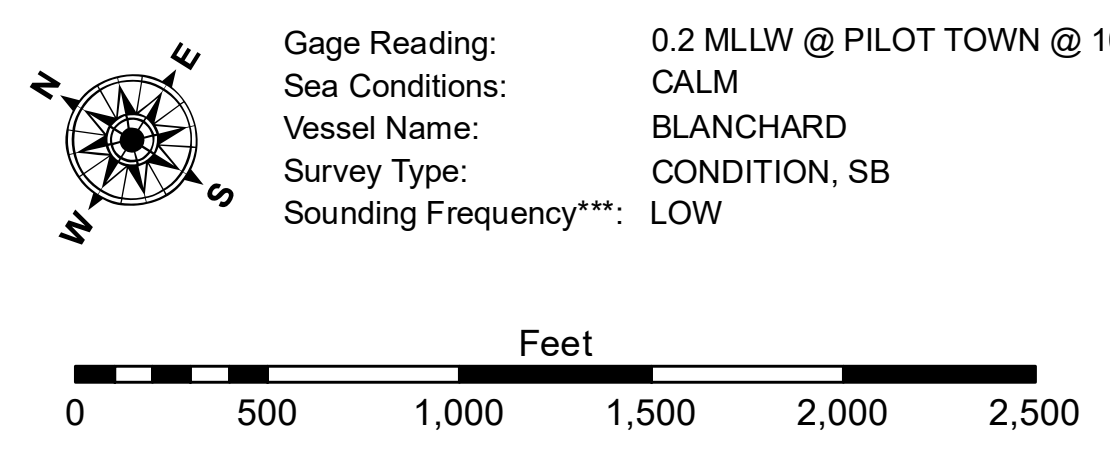 N
E
S
W
Gage Reading: 0.2 MLLW @ PILOT TOWN @
Sea Conditions: CALM
Vessel Name: BLANCHARD
Survey Type: CONDITION, SB
Sounding Frequency***: LOW
Feet
0 500 1,000 1,500 2,000 2,500